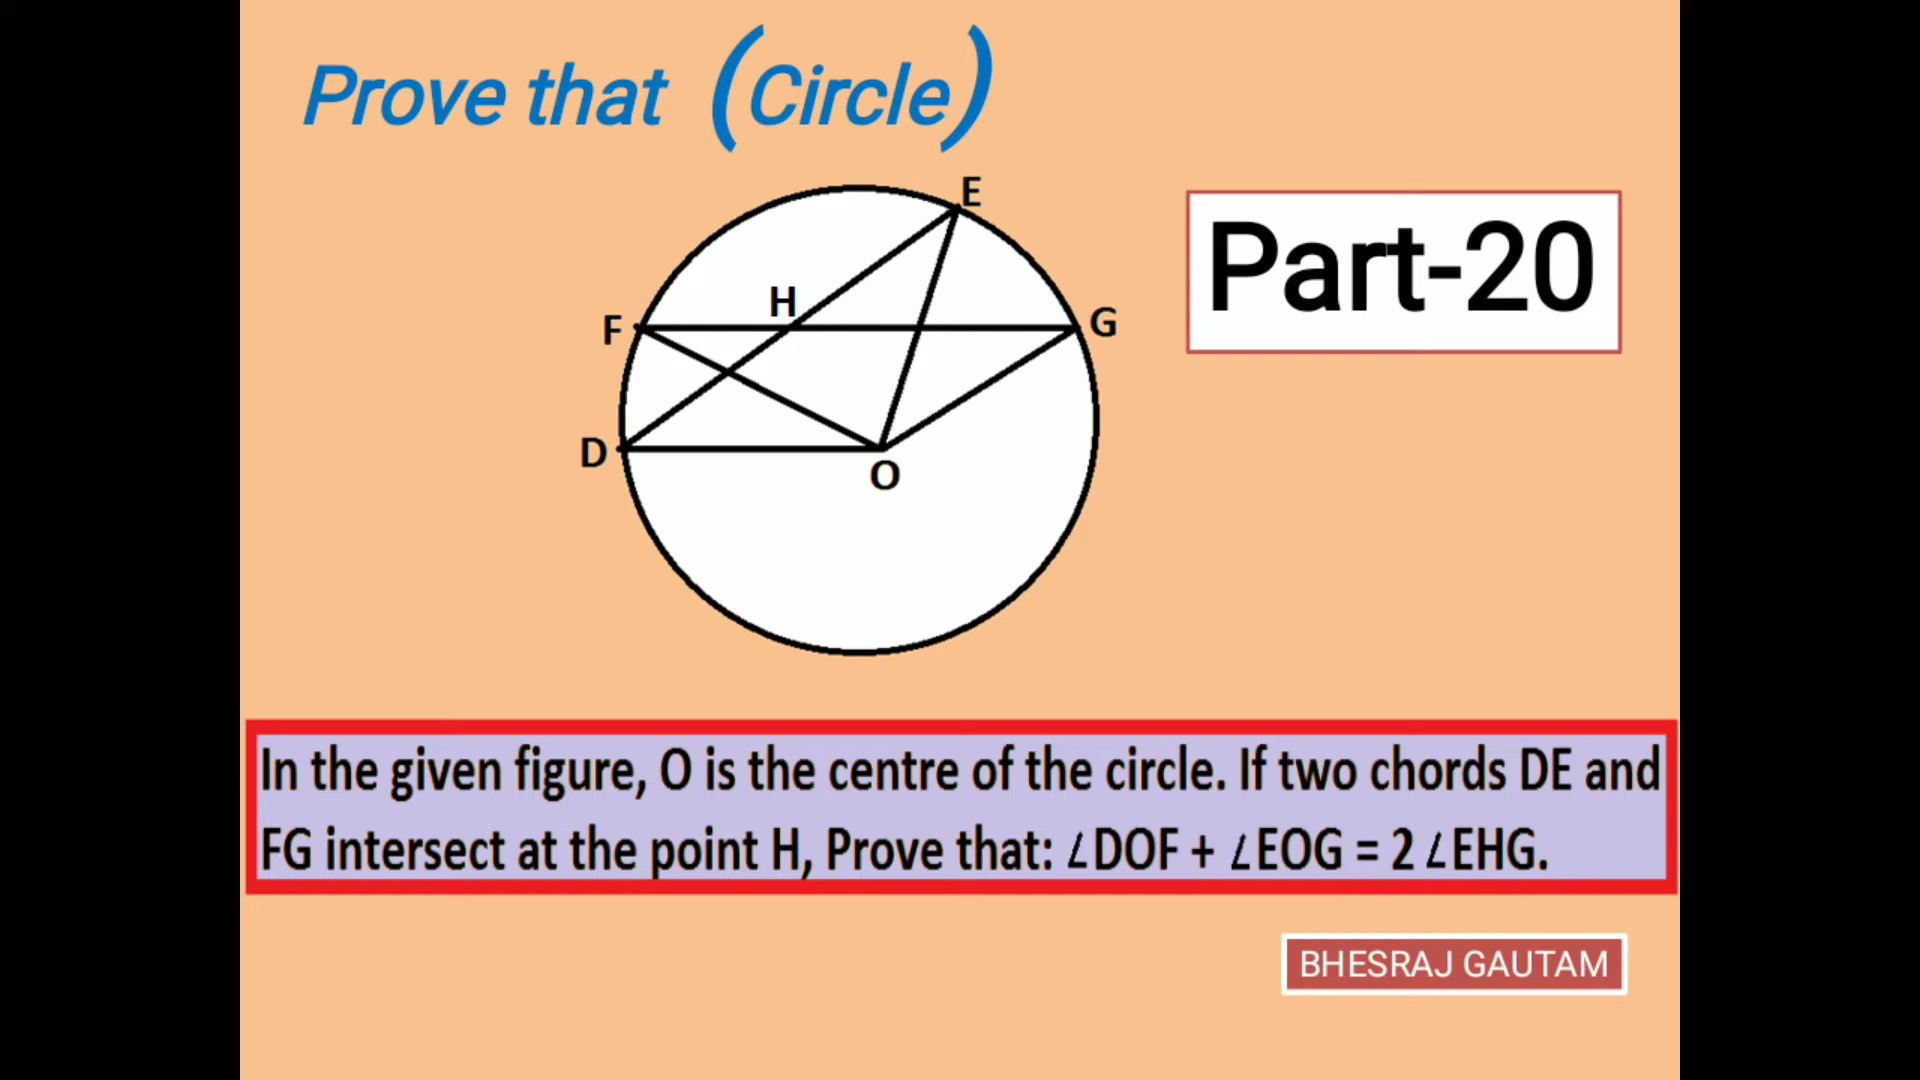 Prove that (Circle)
E
Part-20
H
F
G
D
O
In the given figure, O is the centre of the circle. If two chords DE and
FG intersect at the point H, Prove that: ∠DOF + ∠EOG = 2 ∠EHG.
BHESRAJ GAUTAM